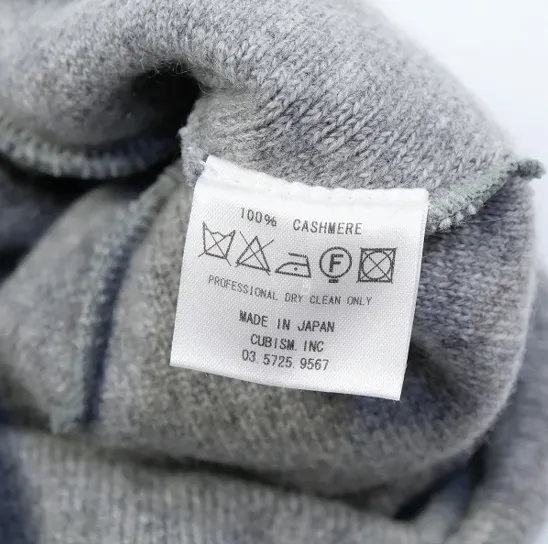 100% CASHMERE
F
PROFESSIONAL DRY CLEAN ONLY
MADE IN JAPAN
CUBISM. INC
03. 5725. 9567